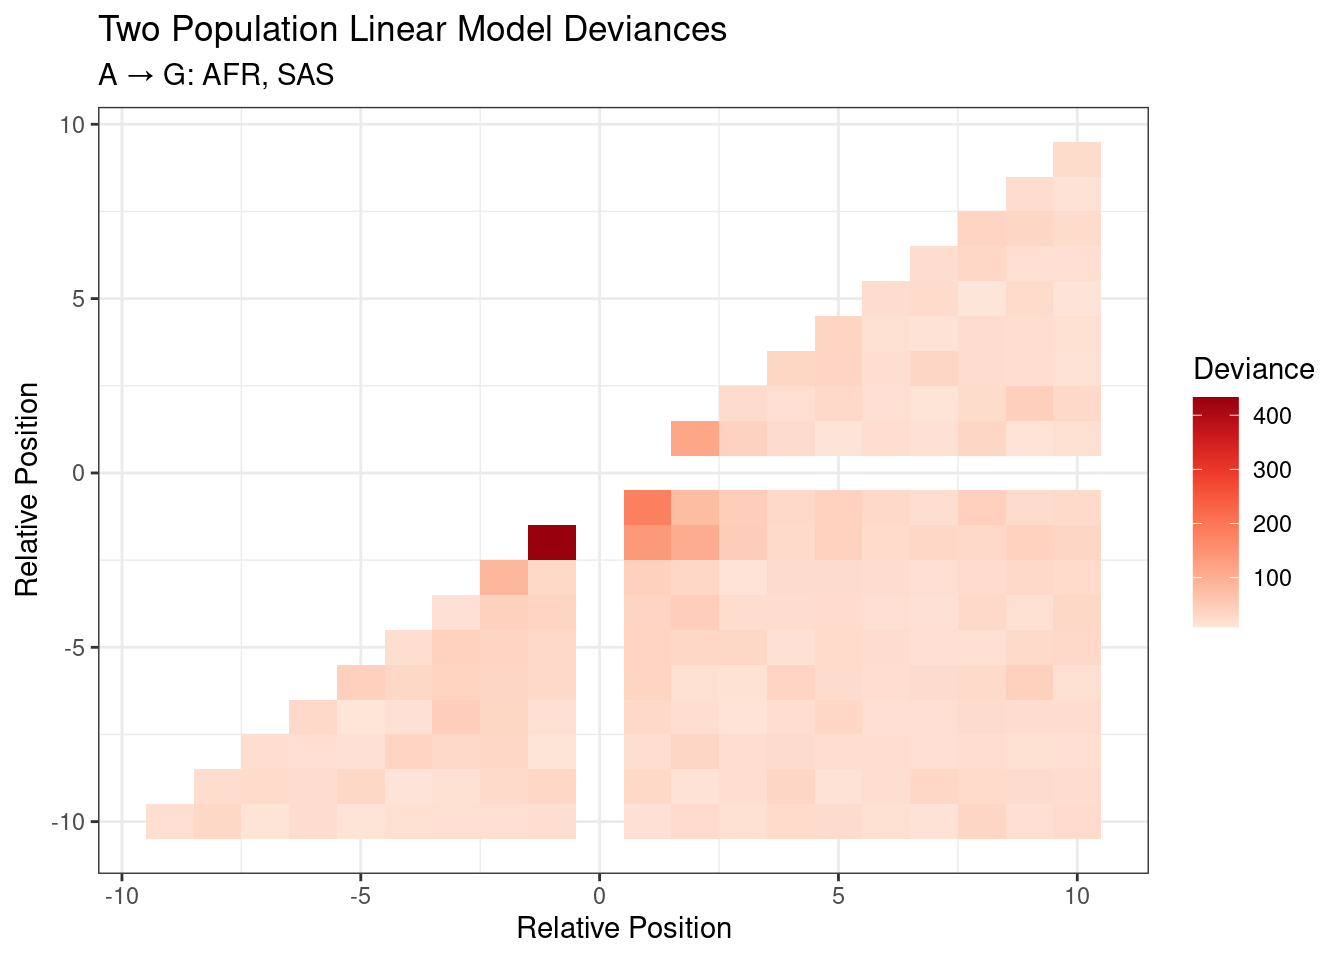 Two Population Linear Model Deviances
A → G: AFR, SAS
10
5
0
-5
-10
Relative Position
-10
-5
0
5
10
Relative Position
Deviance
400
300
200
100